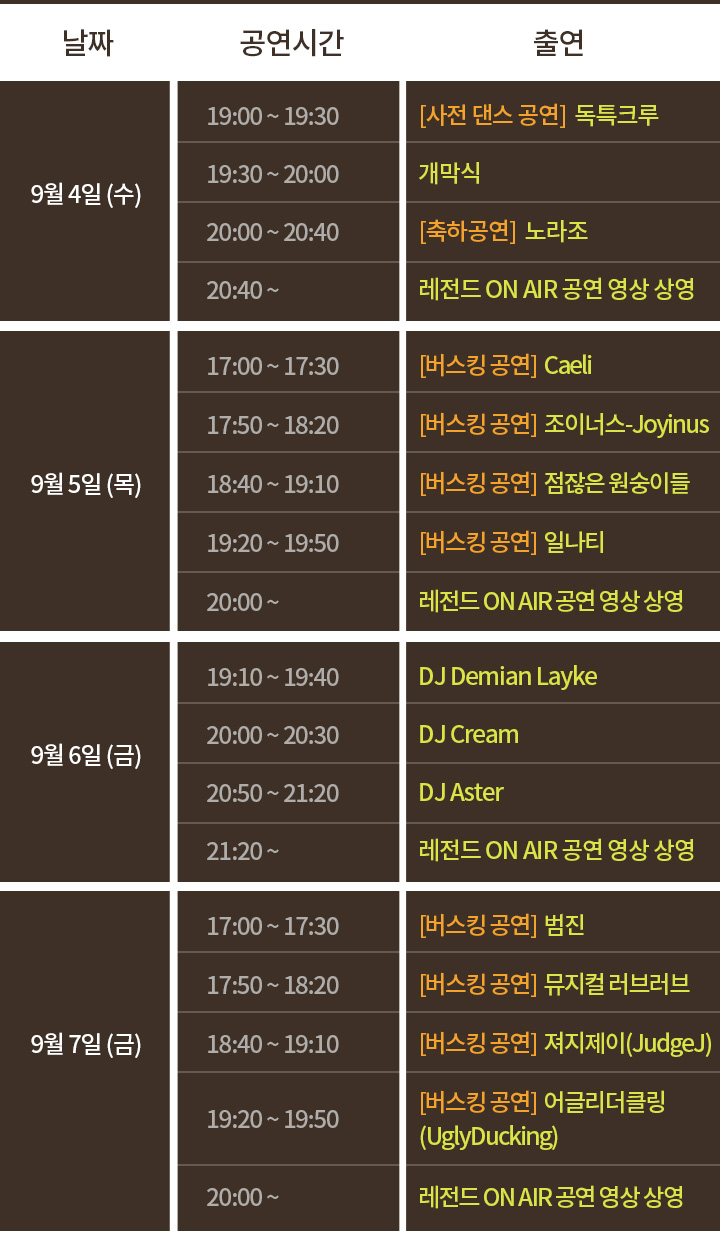 날짜 공연시간 출연
9월 4일 (수)
19:00 ~ 19:30 [사전 댄스 공연] 독특크루
19:30 ~ 20:00 개막식
20:00 ~ 20:40 [축하공연] 노라조
20:40 ~ 레전드 ON AIR 공연 영상 상영
9월 5일 (목)
17:00 ~ 17:30 [버스킹 공연] Caeli
17:50 ~ 18:20 [버스킹 공연] 조이너스-Joyinus
18:40 ~ 19:10 [버스킹 공연] 점잖은 원숭이들
19:20 ~ 19:50 [버스킹 공연] 일나티
20:00 ~ 레전드 ON AIR 공연 영상 상영
9월 6일 (금)
19:10 ~ 19:40 DJ Demian Layke
20:00 ~ 20:30 DJ Cream
20:50 ~ 21:20 DJ Aster
21:20 ~ 레전드 ON AIR 공연 영상 상영
9월 7일 (금)
17:00 ~ 17:30 [버스킹 공연] 범진
17:50 ~ 18:20 [버스킹 공연] 뮤지컬 러브러브
18:40 ~ 19:10 [버스킹 공연] 져지제이(JudgeJ)
19:20 ~ 19:50 [버스킹 공연] 어글리더클링
(UglyDucking)
20:00 ~ 레전드 ON AIR 공연 영상 상영